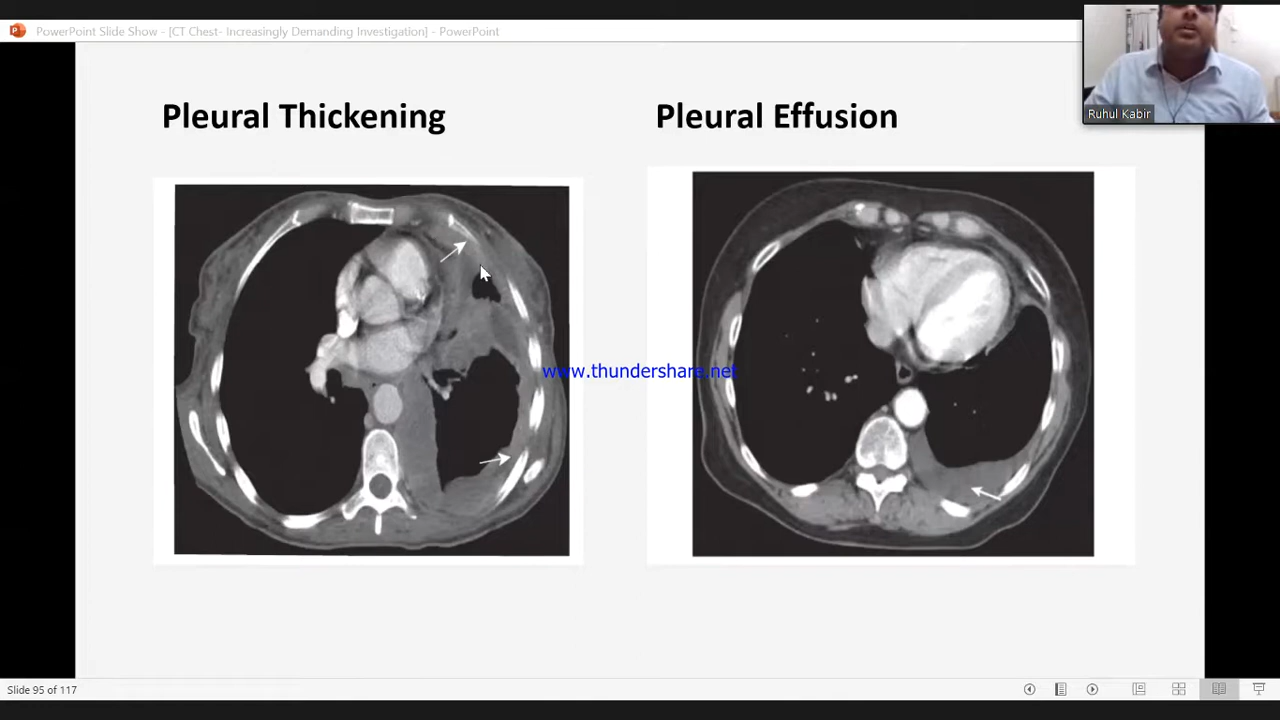 PowerPoint Slide Show - [CT Chest- Increasingly Demanding Investigation] - PowerPoint
Ruhul Kabir
Pleural Thickening
Pleural Effusion
www.thundershare.net
Slide 95 of 117